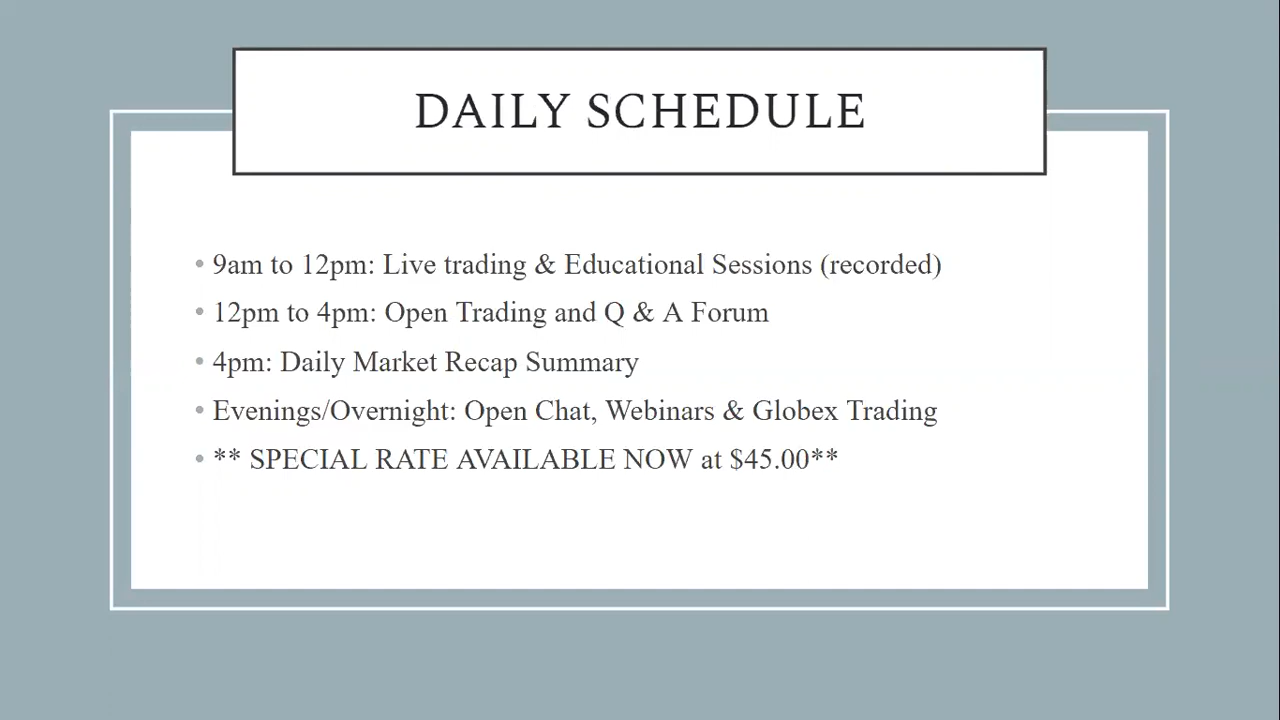 DAILY SCHEDULE
• 9am to 12pm: Live trading & Educational Sessions (recorded)
• 12pm to 4pm: Open Trading and Q & A Forum
• 4pm: Daily Market Recap Summary
• Evenings/Overnight: Open Chat, Webinars & Globex Trading
• ** SPECIAL RATE AVAILABLE NOW at $45.00**